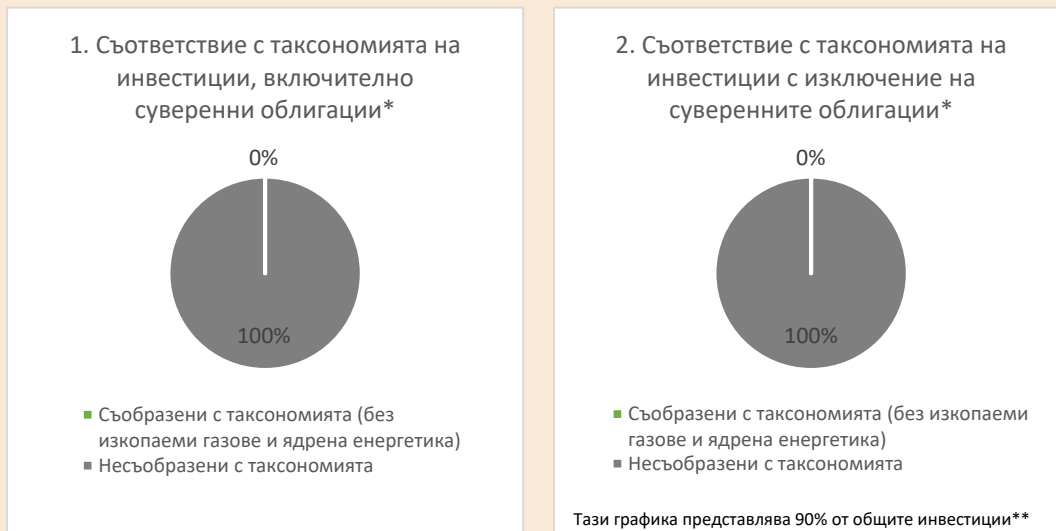 1. Съответствие с таксономията на
инвестиции, включително
суверенни облигации*
0%
100%
Съобразени с таксономията (без
изкопаеми газове и ядрена енергетика)
Несъобразени с таксономията
2. Съответствие с таксономията на
инвестиции с изключение на
суверенните облигации*
0%
100%
Съобразени с таксономията (без изкопаеми
газове и ядрена енергетика)
Несъобразени с таксономията
Тази графика представлява 90% от общите инвестиции**